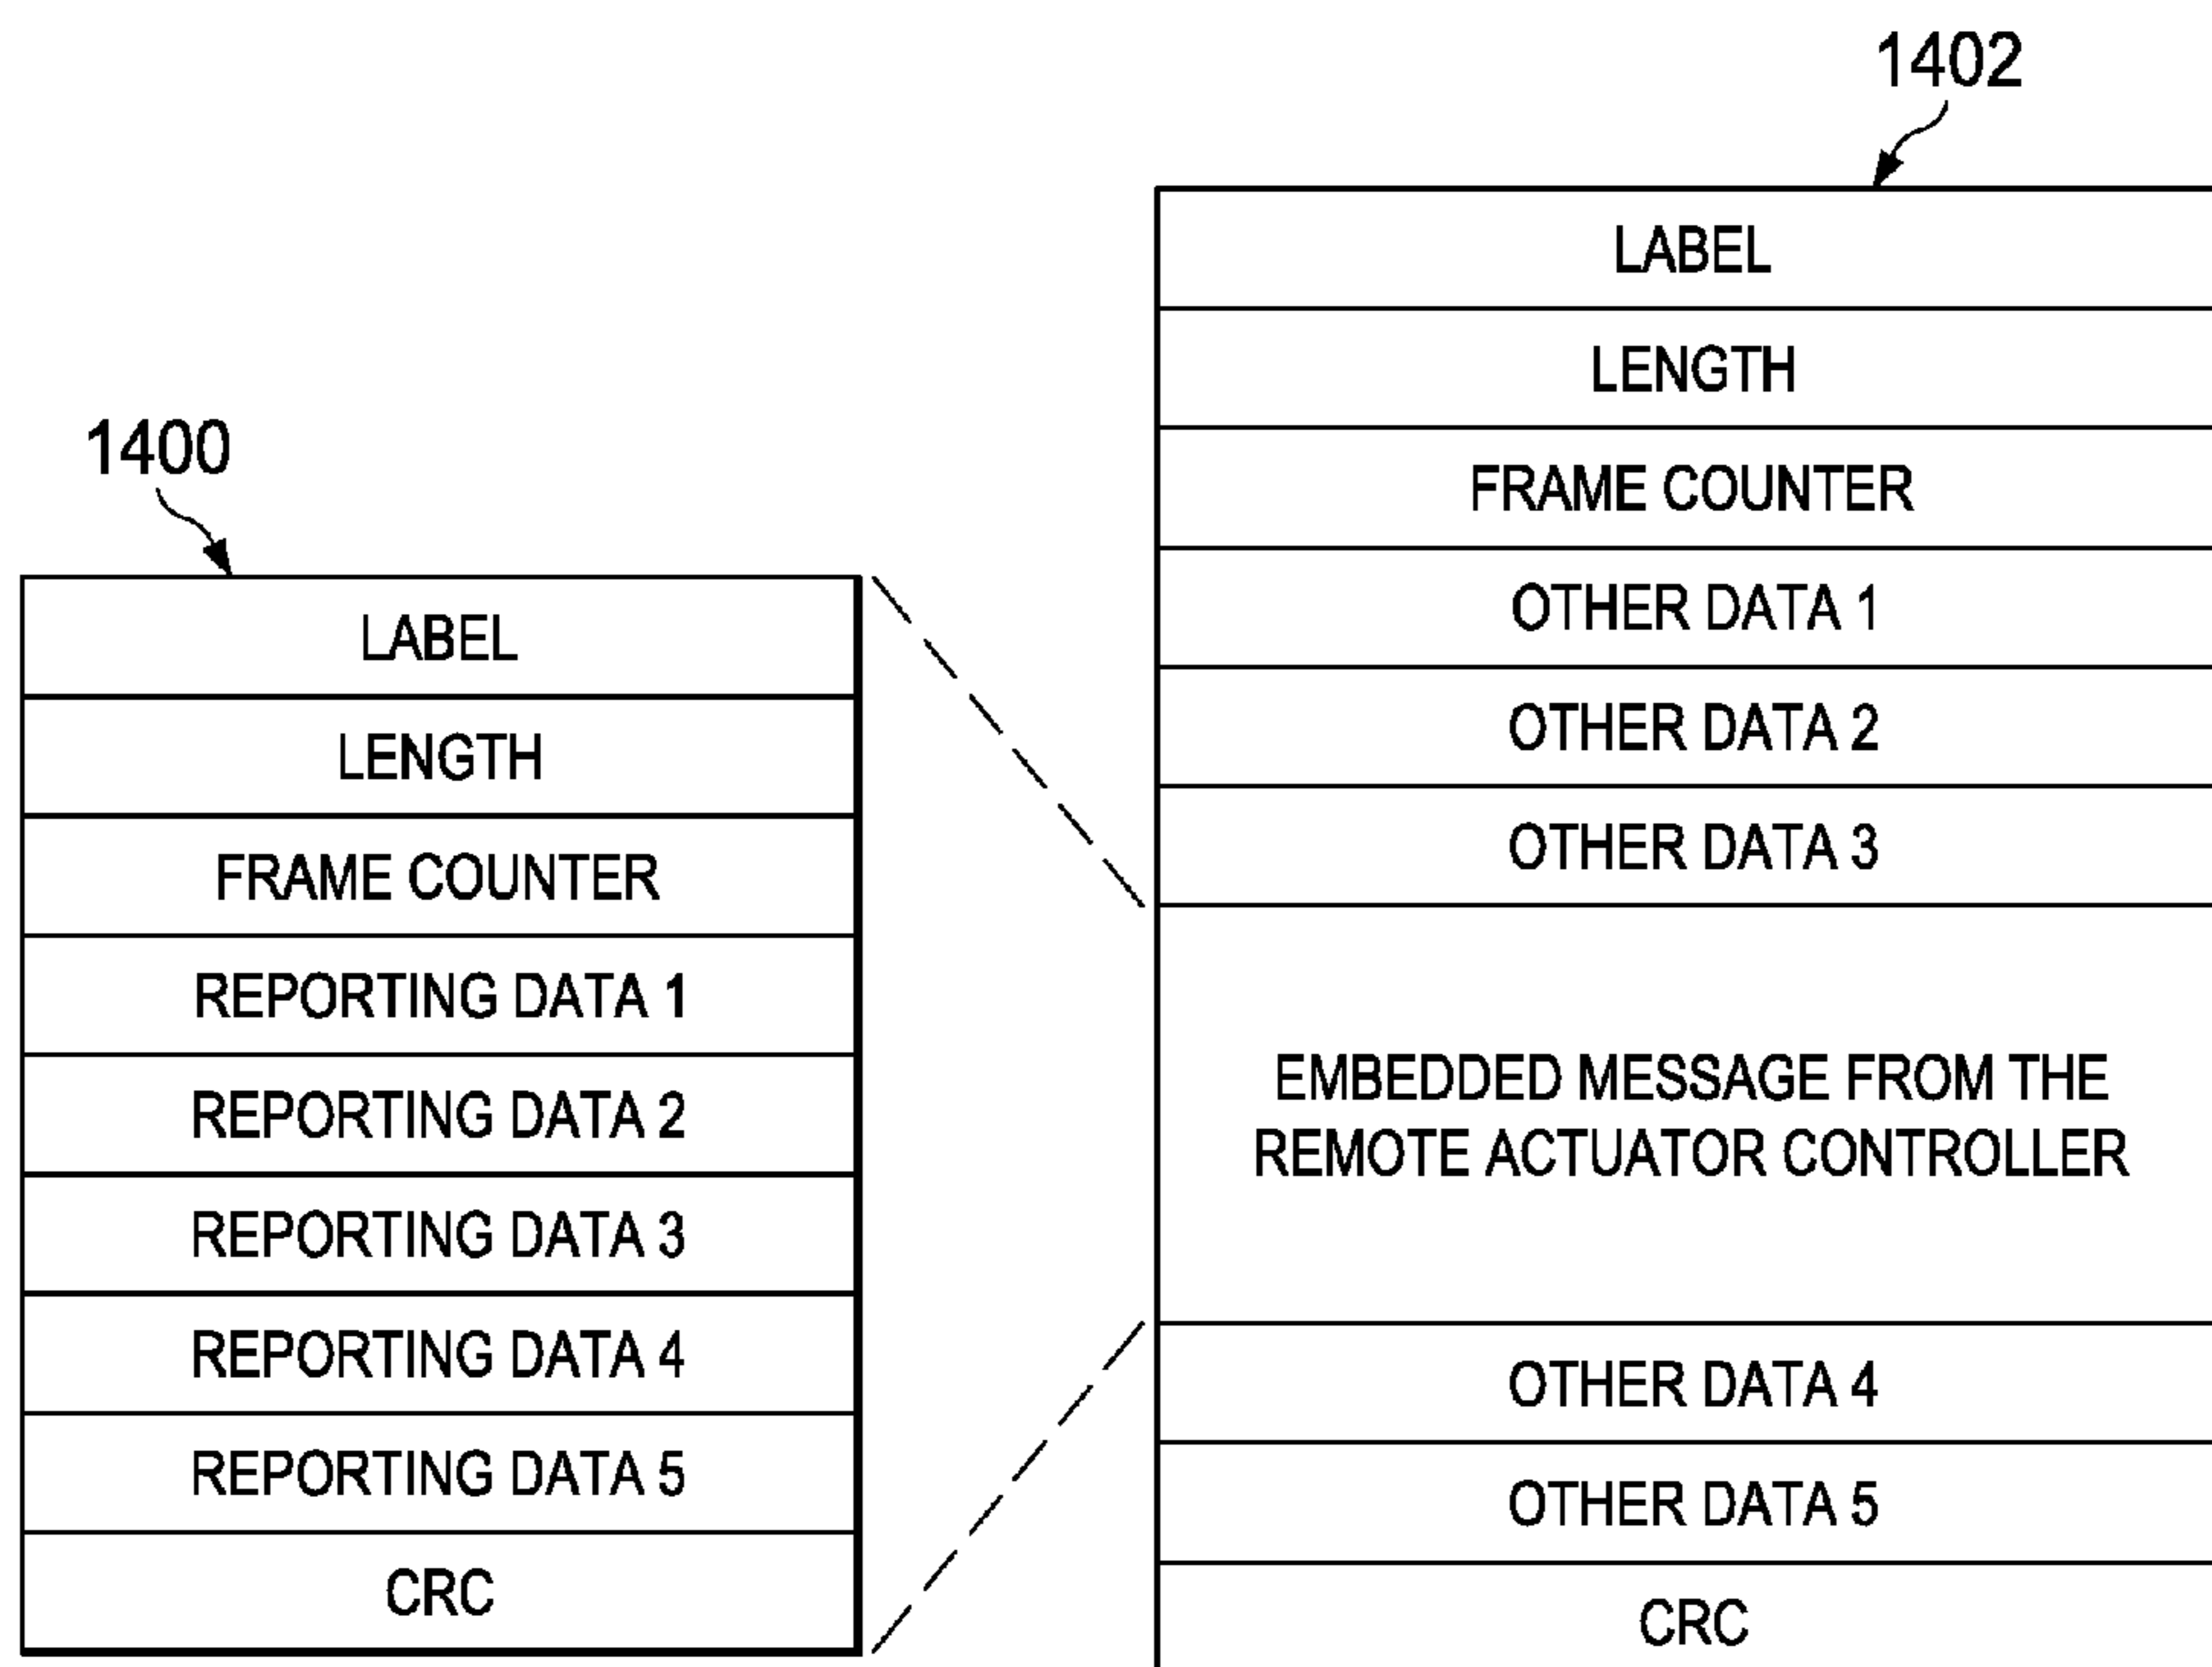 1400
LABEL
LENGTH
FRAME COUNTER
REPORTING DATA 1
REPORTING DATA 2
REPORTING DATA 3
REPORTING DATA 4
REPORTING DATA 5
CRC
1402
LABEL
LENGTH
FRAME COUNTER
OTHER DATA 1
OTHER DATA 2
OTHER DATA 3
EMBEDDED MESSAGE FROM THE
REMOTE ACTUATOR CONTROLLER
OTHER DATA 4
OTHER DATA 5
CRC